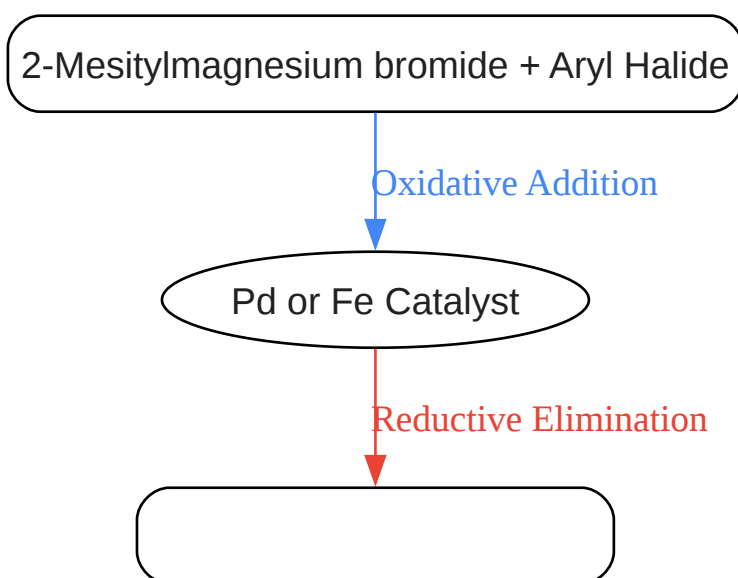 2-Mesitylmagnesium bromide + Aryl Halide
Oxidative Addition
Pd or Fe Catalyst
Reductive Elimination